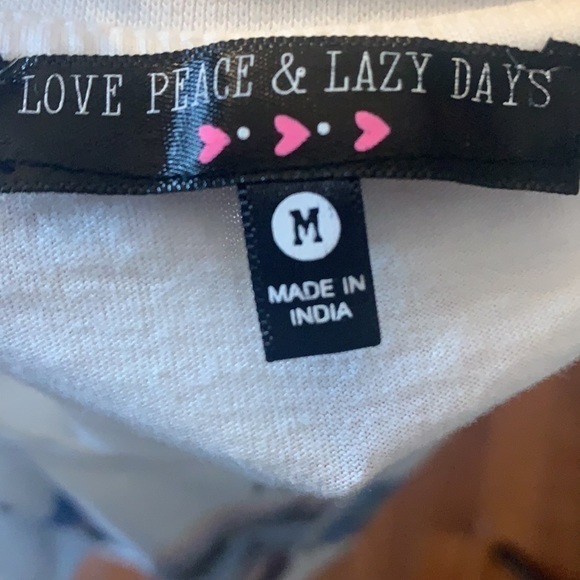 LOVE PEACE & LAZY DAYS
M
MADE IN
INDIA